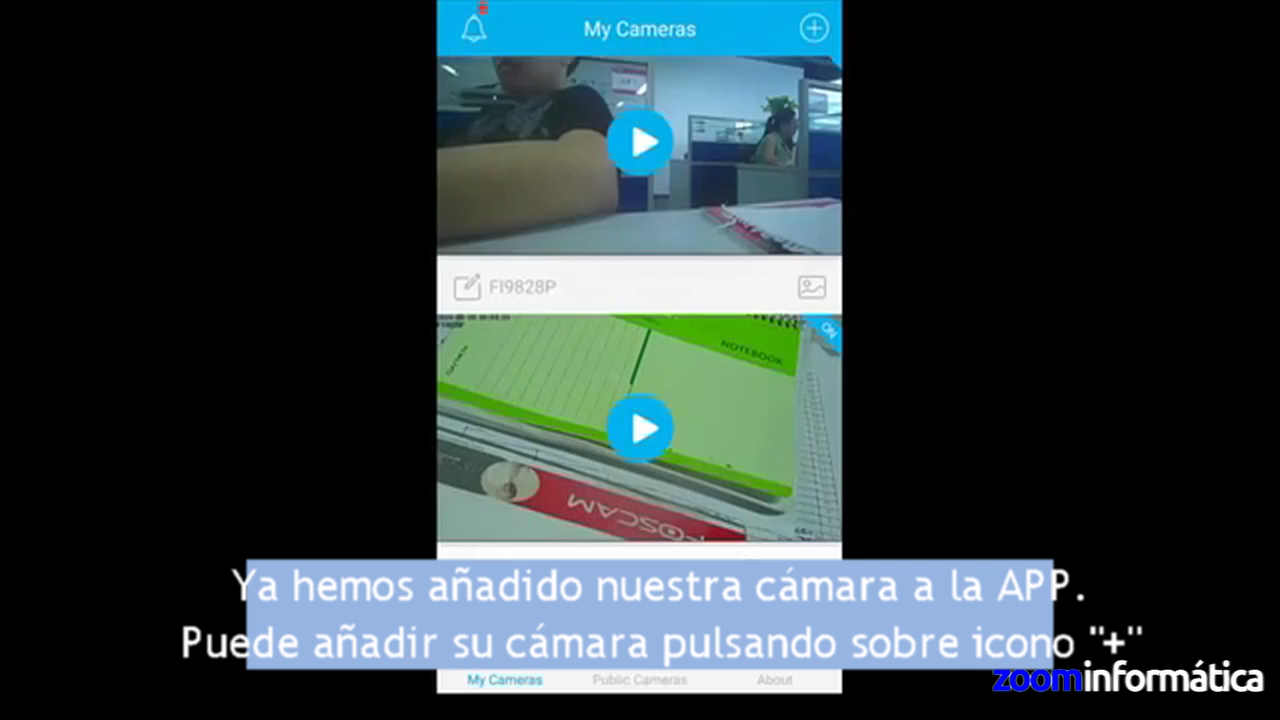 My Cameras
FI9828P
ON
NOTEBOOK
FOSCAM
Ya hemos añadido nuestra cámara a la APP.
Puede añadir su cámara pulsando sobre icono "+"
My Cameras Public Cameras About
zoominformática